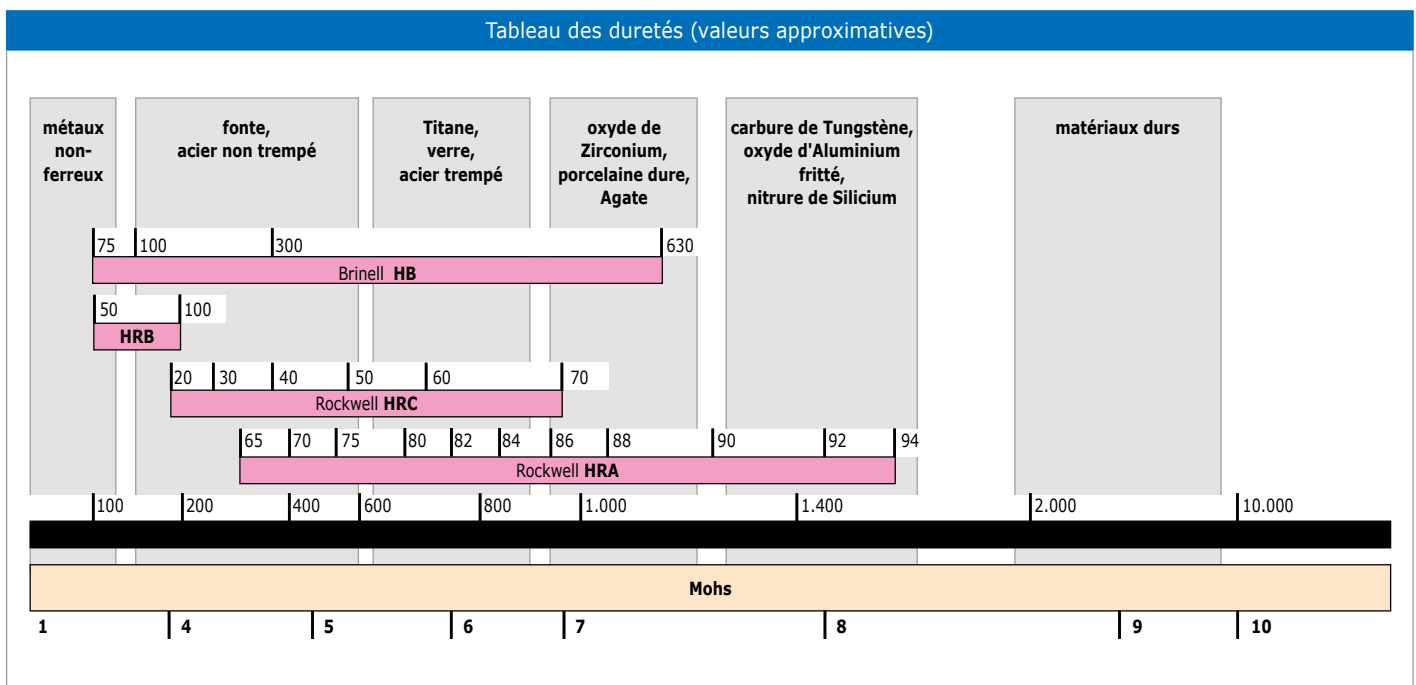 Tableau des duretés (valeurs approximatives)
métaux
non-
ferreux
fonte,
acier non trempé
Titane,
verre,
acier trempé
oxyde de
Zirconium,
porcelaine dure,
Agate
carbure de Tungstène,
oxyde d'Aluminium
fritté,
nitrure de Silicium
matériaux durs
75 100 300 630
Brinell HB
50 100
HRB
20 30 40 50 60 70
Rockwell HRC
65 70 75 80 82 84 86 88 90 92 94
Rockwell HRA
100 200 400 600 800 1.000 1.400 2.000 10.000
Mohs
1 4 5 6 7 8 9 10